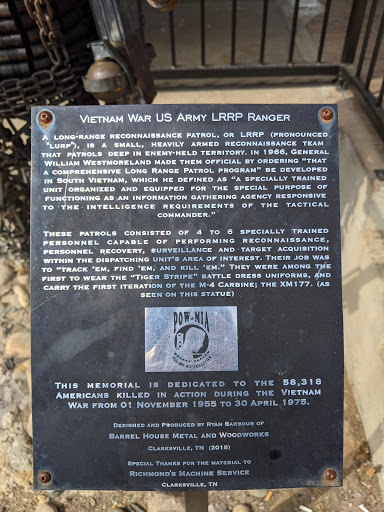 Vietnam War US Army LRRP Ranger
A long-range reconnaissance patrol, or LRRP (pronounced
"lurp"), is a small, heavily armed reconnaissance team
that patrols deep in enemy-held territory. In 1966, General
William Westmoreland made them official by ordering "that
a comprehensive Long Range Patrol program" be developed
in South Vietnam, which he defined as "a specially trained
unit organized and equipped for the special purpose of
functioning as an information gathering agency responsive
to the intelligence requirements of the tactical
commander."
These patrols consisted of 4 to 6 specially trained
personnel capable of performing reconnaissance,
personnel recovery, surveillance and target acquisition
within the dispatching unit's area of interest. Their job was
to "track 'em, find 'em, and kill 'em." They were among the
first to wear the "Tiger Stripe" battle dress uniforms, and
carry the first iteration of the M-4 Carbine; the XM177. (as
seen on this statue)
POW★MIA
This memorial is dedicated to the 58,318
Americans killed in action during the Vietnam
War from 01 November 1955 to 30 April 1975.
Designed and Produced by Ryan Barbour of
Barrel House Metal and Woodworks
Clarksville, TN (2018)
Special Thanks for the material to
Richmond's Machine Service
Clarksville, TN